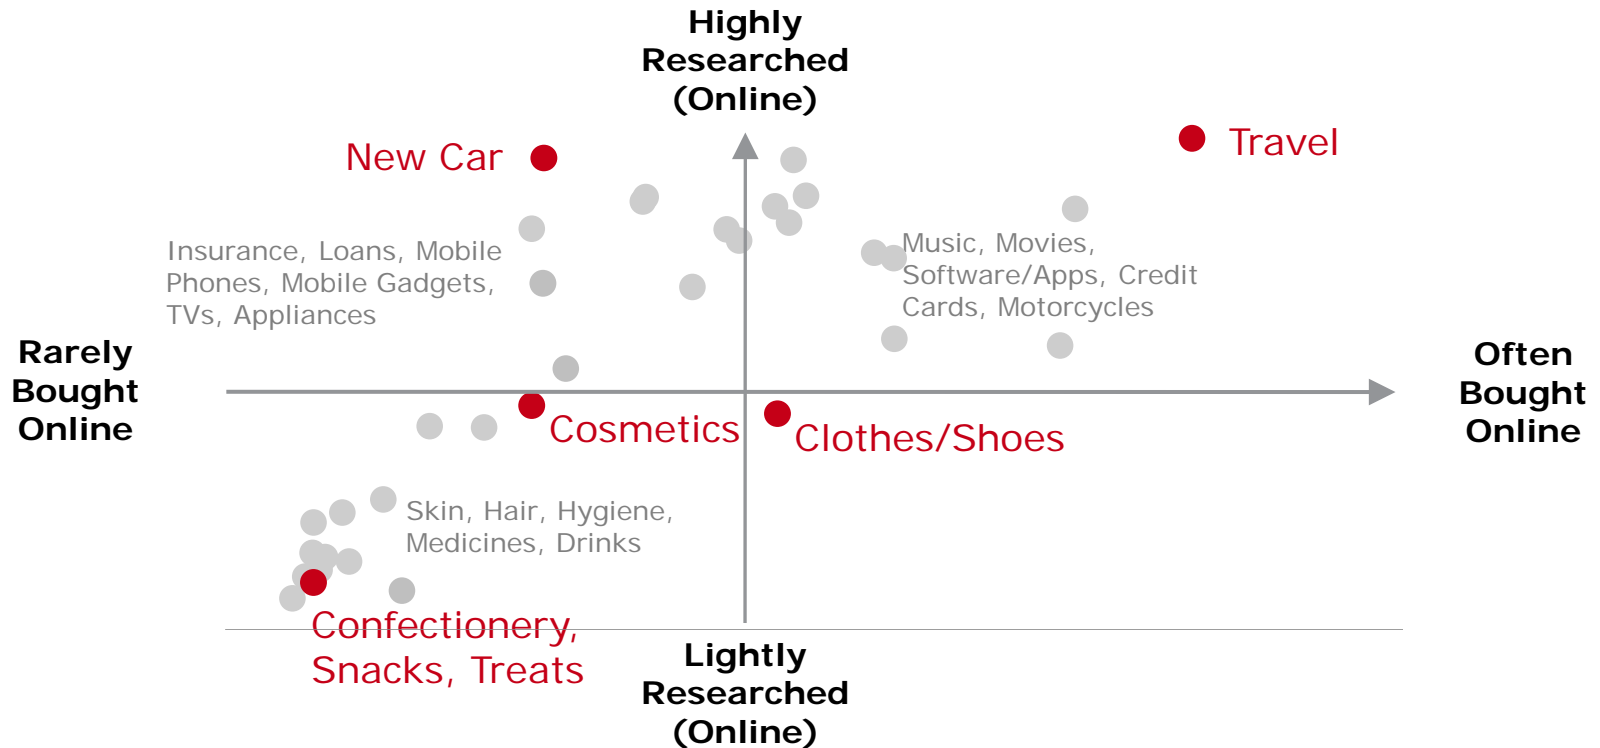 Highly
Researched
(Online)
New Car
Travel
Insurance, Loans, Mobile
Phones, Mobile Gadgets,
TVs, Appliances
Music, Movies,
Software/Apps, Credit
Cards, Motorcycles
Rarely
Bought
Online
Often
Bought
Online
Cosmetics
Clothes/Shoes
Skin, Hair, Hygiene,
Medicines, Drinks
Confectionery,
Snacks, Treats
Lightly
Researched
(Online)